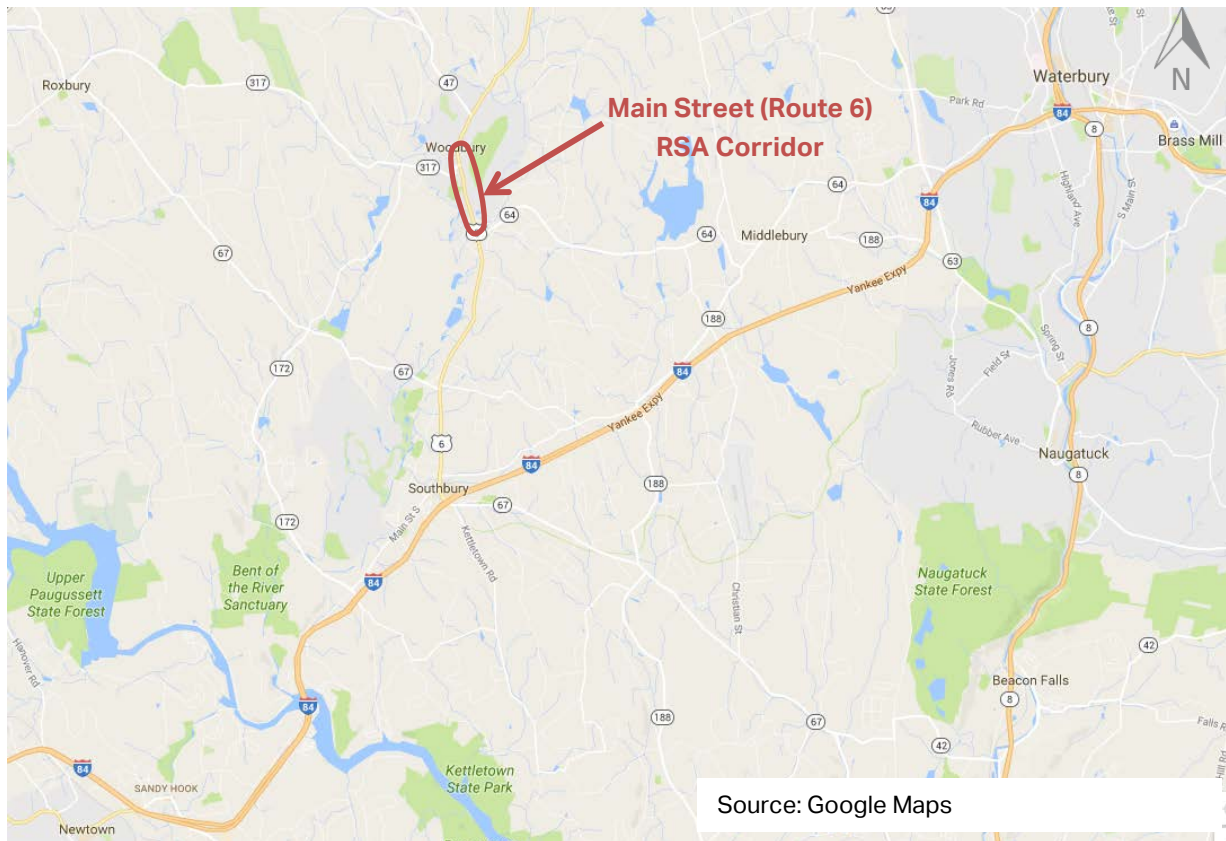 63
Waterbury
N
Roxbury
317
47
Park Rd
84
8
Brass Mill
Main Street (Route 6)
RSA Corridor
Woodbury
317
64
64
Highland Ave
S Main St
84
64
Middlebury
188
67
63
Yankee Expy
188
8
Spring St
Field St
Jones Rd
172
67
84
Yankee Expy
Rubber Ave
Naugatuck
6
84
8
Southbury
188
67
Main St S
172
Kettletown Rd
Upper
Paugussett
State Forest
Bent of
the River
Sanctuary
84
Naugatuck
State Forest
Christian St
Hanover Rd
42
Beacon Falls
84
8
188
67
Falls R
42
Hill Rd
84
Kettletown
State Park
SANDY HOOK
Source: Google Maps
Newtown